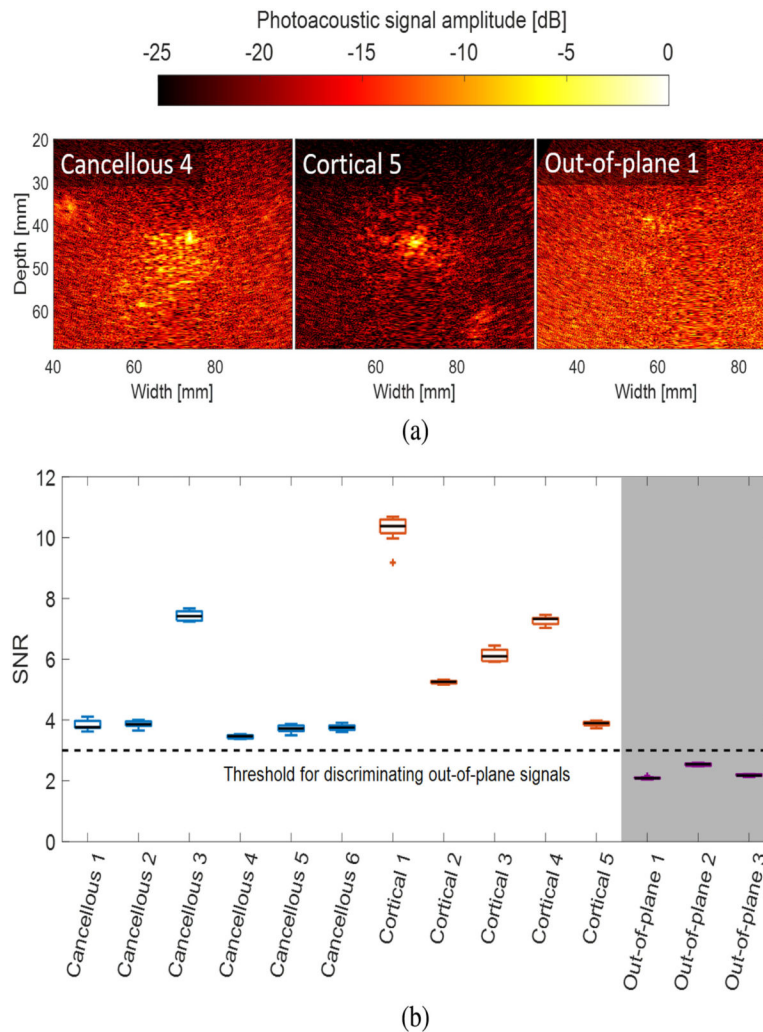 Photoacoustic signal amplitude [dB]
-25 -20 -15 -10 -5 0
Cancellous 4
Cortical 5
Out-of-plane 1
Depth [mm]
20
30
40
50
60
40 60 80
60 80
40 60 80
Width [mm]
Width [mm]
Width [mm]
(a)
SNR
12
10
8
6
4
2
0
Threshold for discriminating out-of-plane signals
Cancellous 1
Cancellous 2
Cancellous 3
Cancellous 4
Cancellous 5
Cancellous 6
Cortical 1
Cortical 2
Cortical 3
Cortical 4
Cortical 5
Out-of-plane 1
Out-of-plane 2
Out-of-plane 3
(b)